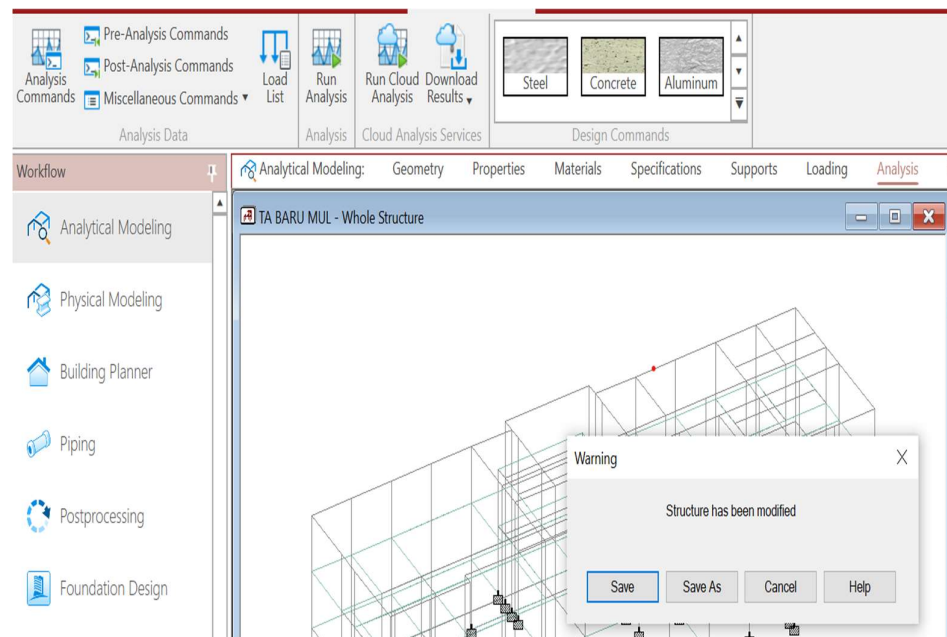 Pre-Analysis Commands
Post-Analysis Commands
Miscellaneous Commands
Analysis
Commands
Load
List
Run
Analysis
Run Cloud
Analysis
Download
Results
Steel
Concrete
Aluminum
Analysis Data
Analysis
Cloud Analysis Services
Design Commands
Workflow
Analytical Modeling:
Geometry
Properties
Materials
Specifications
Supports
Loading
Analysis
Analytical Modeling
Physical Modeling
Building Planner
Piping
Postprocessing
Foundation Design
TA BARU MUL - Whole Structure
Warning
Structure has been modified
Save
Save As
Cancel
Help